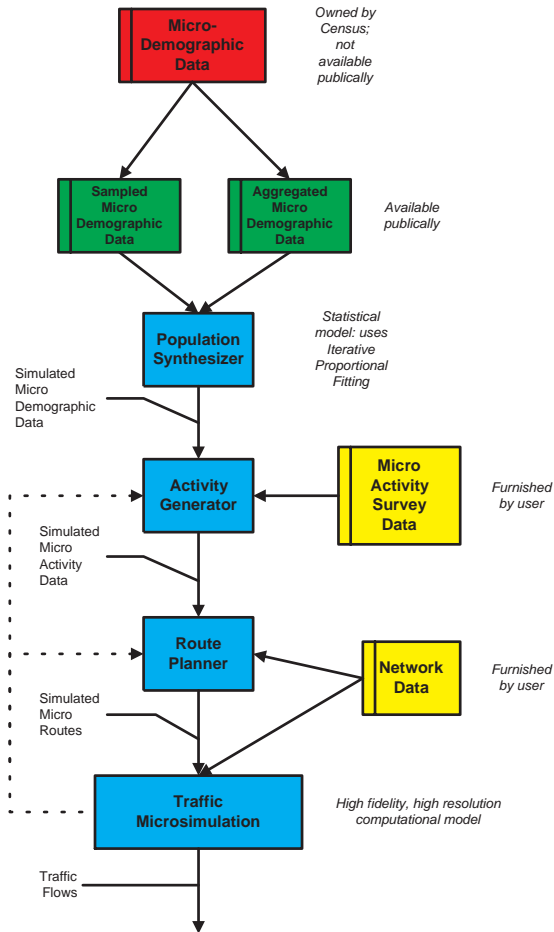 Micro-
Demographic
Data
Owned by
Census;
not
available
publically
Sampled
Micro
Demographic
Data
Aggregated
Micro
Demographic
Data
Available
publically
Population
Synthesizer
Statistical
model: uses
Iterative
Proportional
Fitting
Simulated
Micro
Demographic
Data
Activity
Generator
Micro
Activity
Survey
Data
Furnished
by user
Simulated
Micro
Activity
Data
Route
Planner
Network
Data
Furnished
by user
Simulated
Micro
Routes
Traffic
Microsimulation
High fidelity, high resolution
computational model
Traffic
Flows